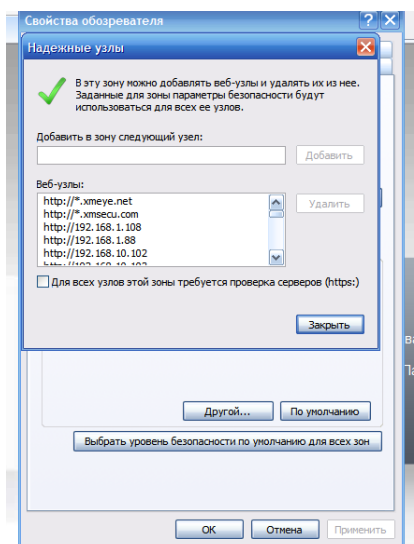 Свойства обозревателя
Надежные узлы
В эту зону можно добавлять веб-узлы и удалять их из нее.
Заданные для зоны параметры безопасности будут
использоваться для всех ее узлов.
Добавить в зону следующий узел:
Добавить
Веб-узлы:
http://*.xmeye.net
http://*.xmsecu.com
http://192.168.1.108
http://192.168.1.88
http://192.168.10.102
Удалить
Для всех узлов этой зоны требуется проверка серверов (https:)
Закрыть
Другой... По умолчанию
Выбрать уровень безопасности по умолчанию для всех зон
ОК Отмена Применить